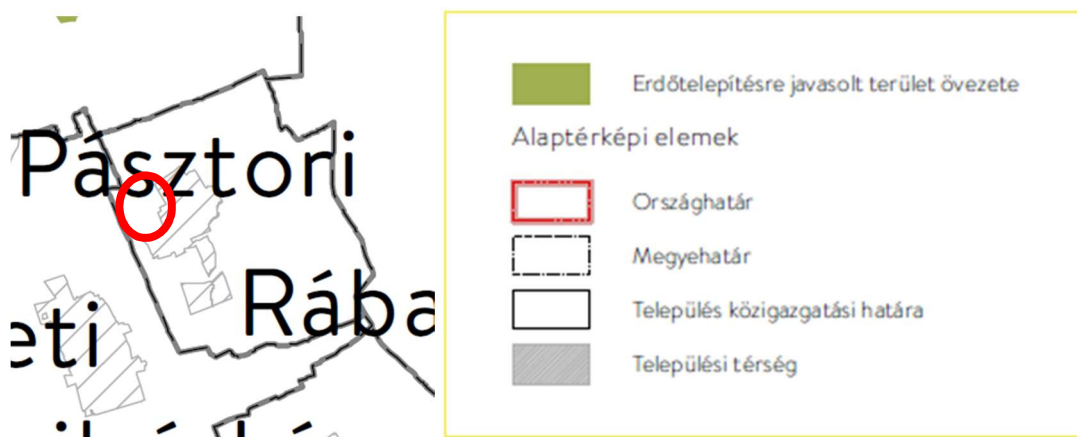 Pásztori
Rába
eti
Erdőtelepítésre javasolt terület övezete
Alaptérképi elemek
Országhatár
Megyehatár
Település közigazgatási határa
Települési térség